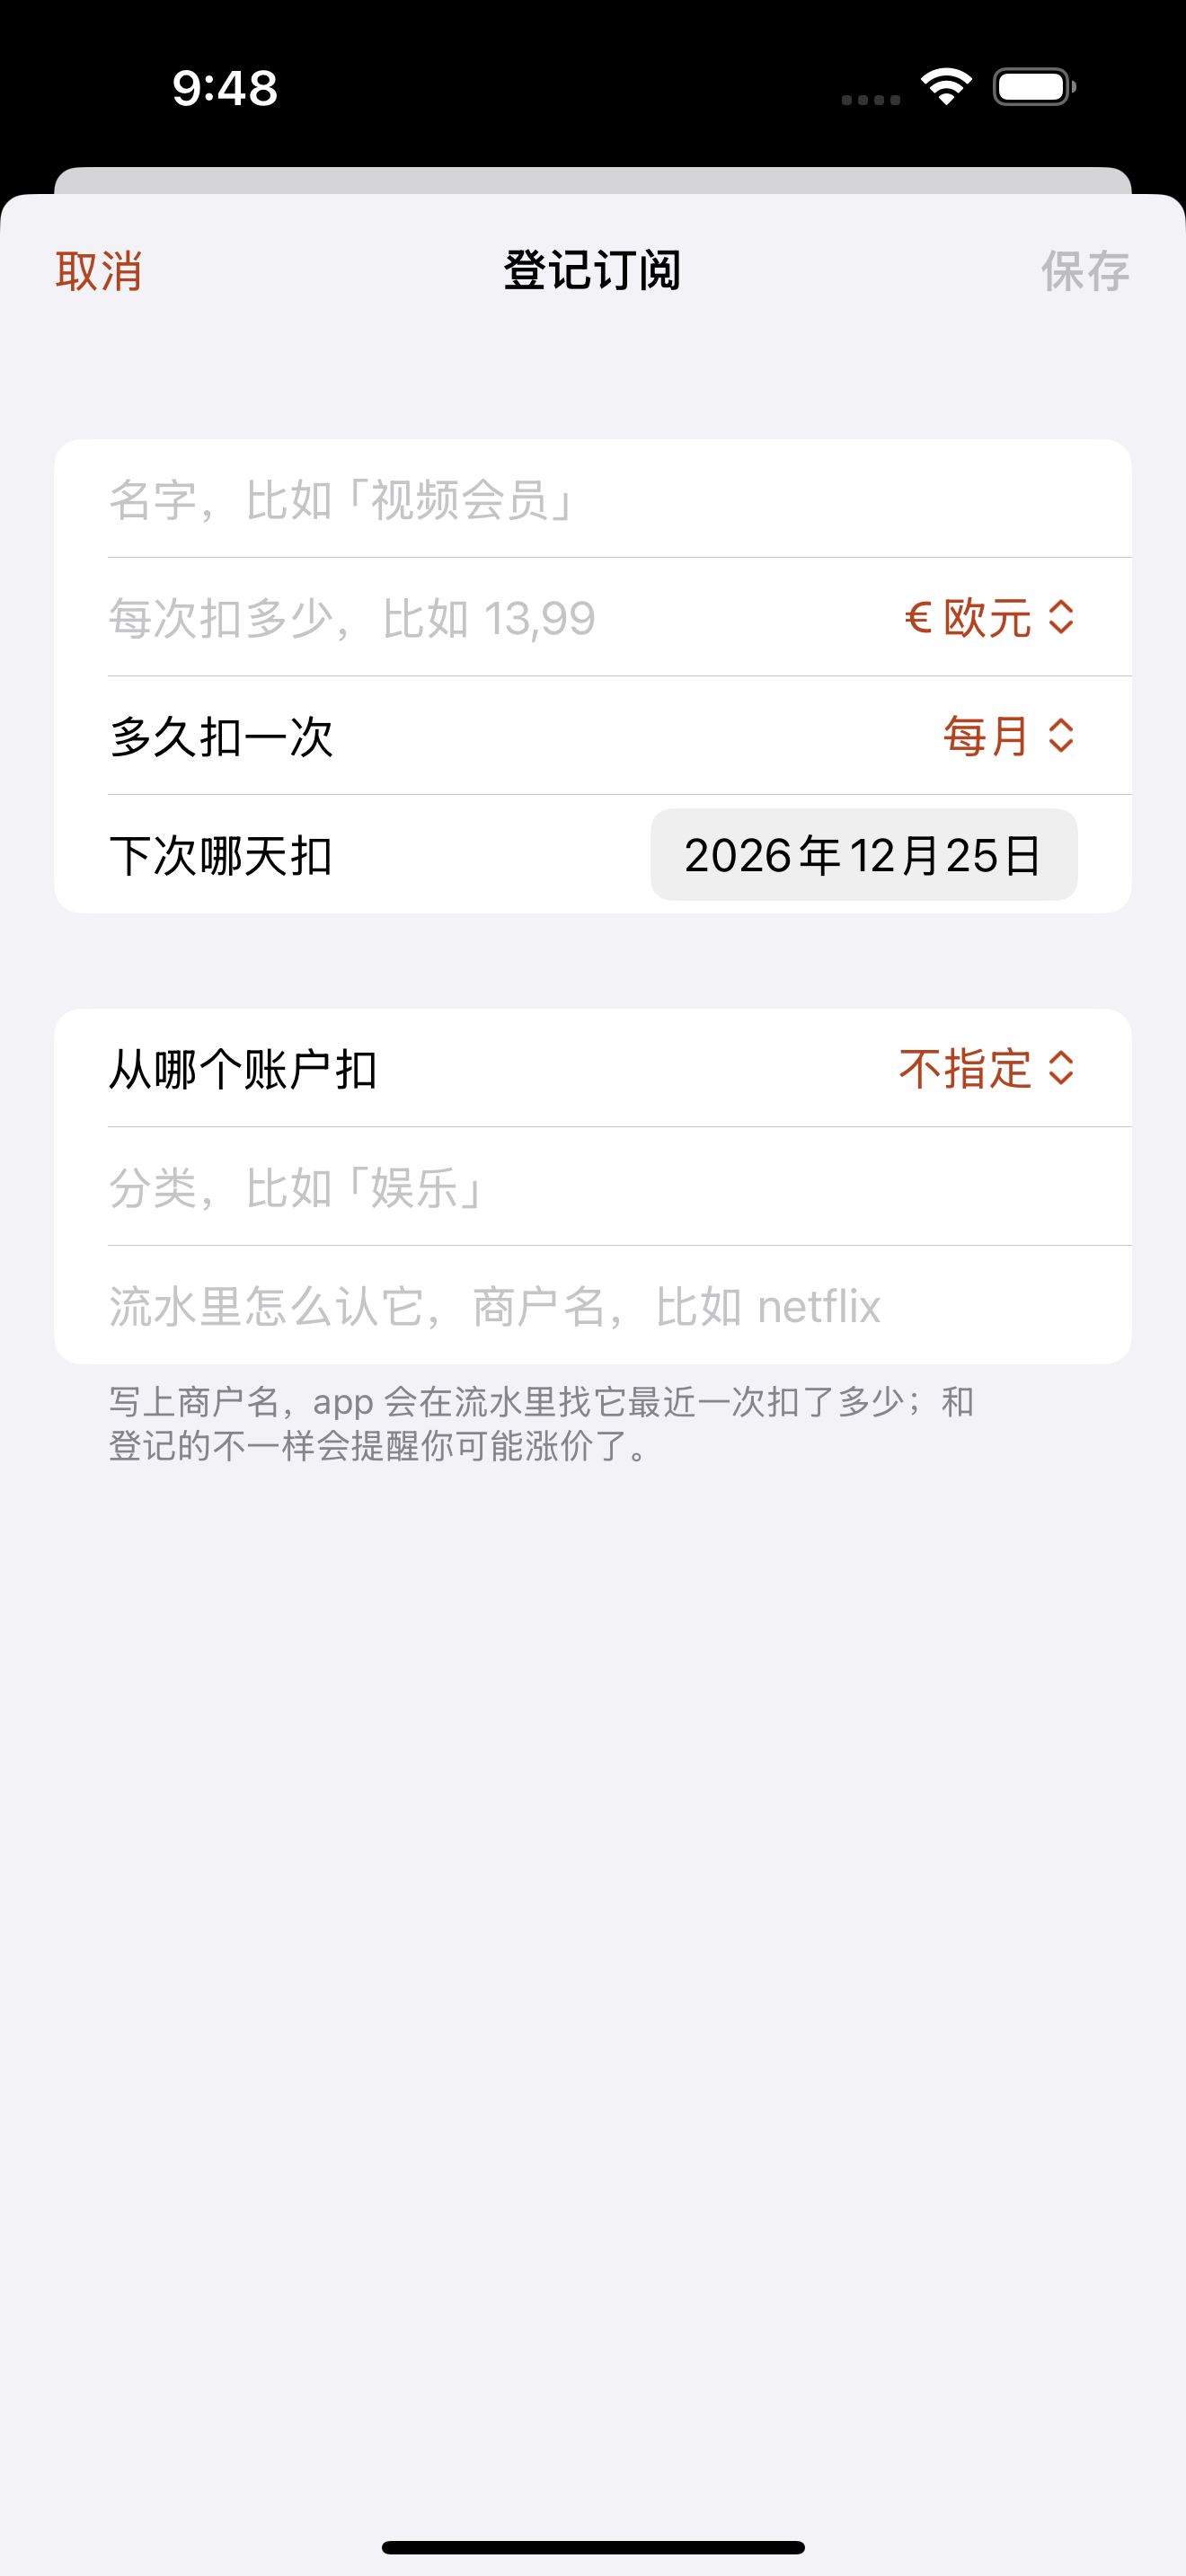 9:48
取消
登记订阅
保存
名字，比如「视频会员」
每次扣多少，比如 13,99
€ 欧元
多久扣一次
每月
下次哪天扣
2026年12月25日
从哪个账户扣
不指定
分类，比如「娱乐」
流水里怎么认它，商户名，比如 netflix
写上商户名，app 会在流水里找它最近一次扣了多少；和
登记的不一样会提醒你可能涨价了。